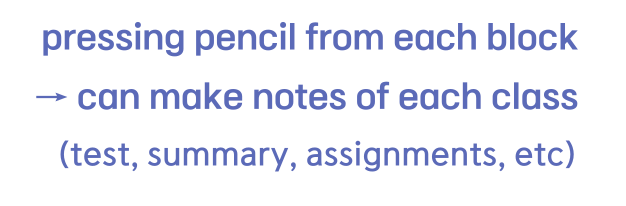 pressing pencil from each block
→ can make notes of each class
(test, summary, assignments, etc)